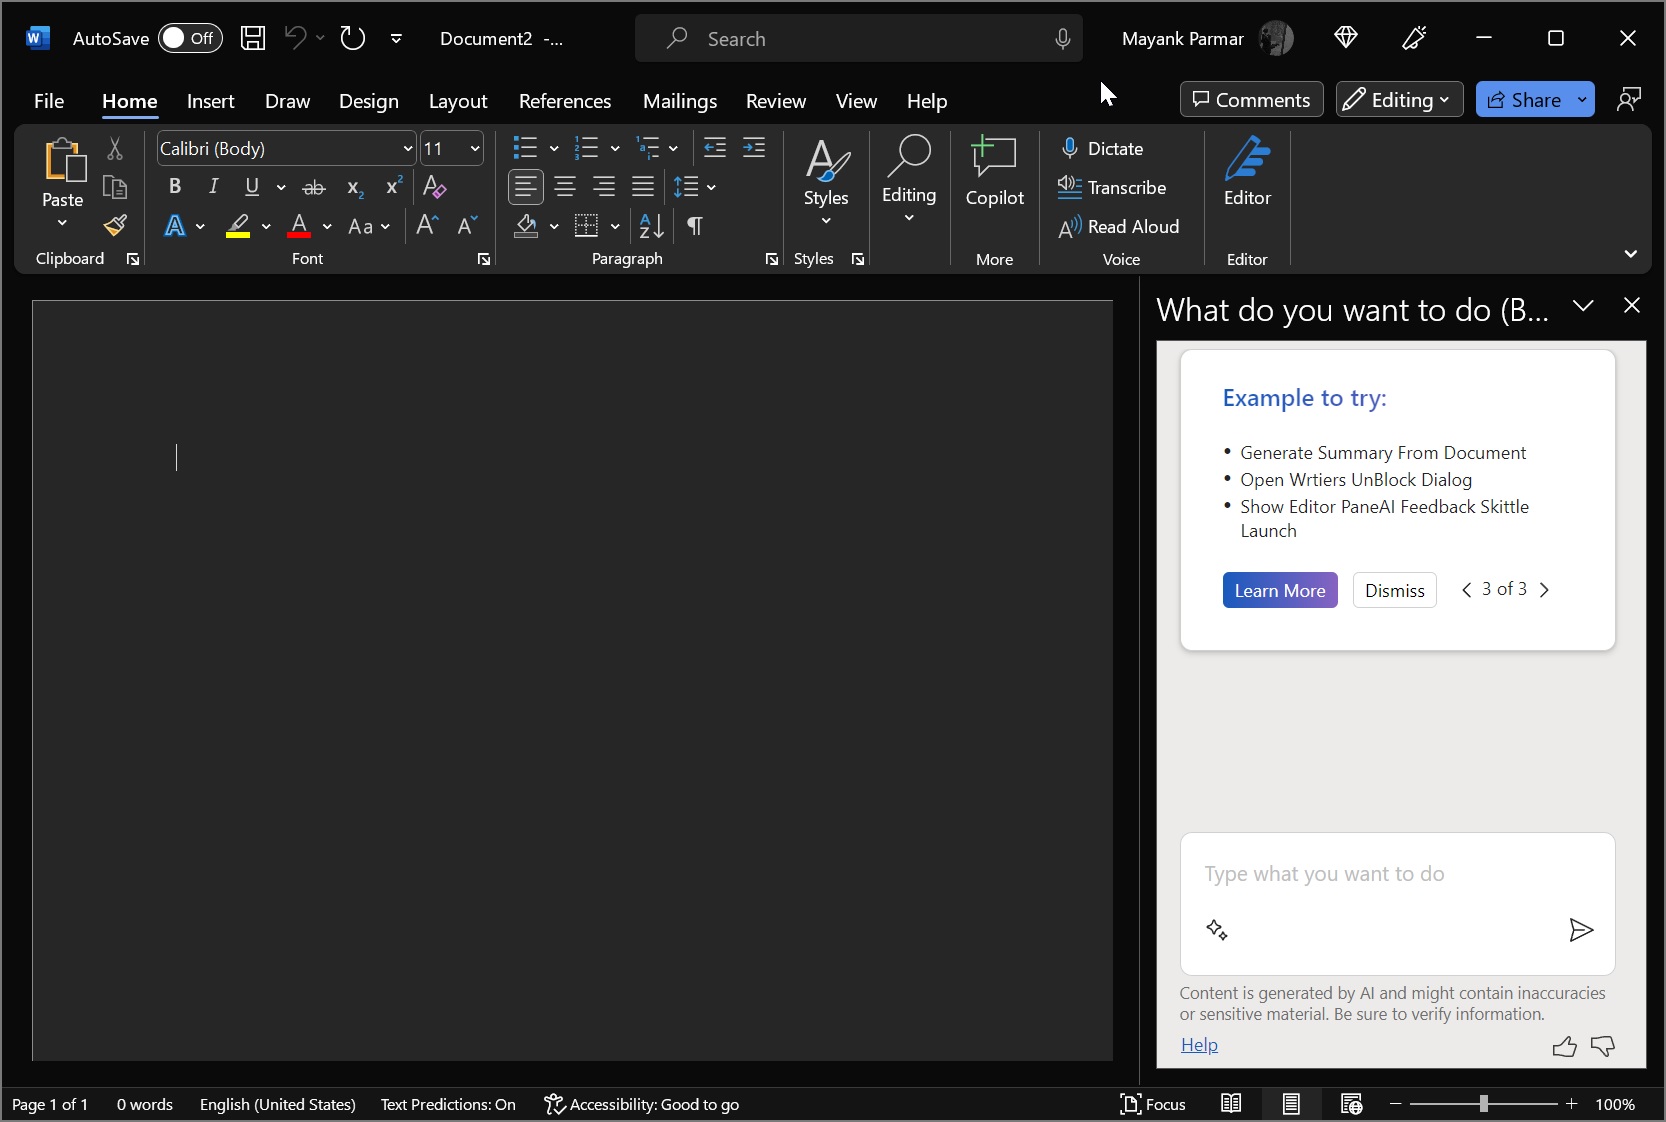 AutoSave Off Document2 -... Search Mayank Parmar
File Home Insert Draw Design Layout References Mailings Review View Help Comments Editing Share
Calibri (Body) 11
Paste Styles Editing Copilot Dictate Transcribe Read Aloud Editor
Clipboard Font Paragraph Styles More Voice Editor
What do you want to do (B...
Example to try:
• Generate Summary From Document
• Open Wrtiers UnBlock Dialog
• Show Editor PaneAI Feedback Skittle
Launch
Learn More Dismiss 3 of 3
Type what you want to do
Content is generated by AI and might contain inaccuracies
or sensitive material. Be sure to verify information.
Help
Page 1 of 1 0 words English (United States) Text Predictions: On Accessibility: Good to go Focus 100%